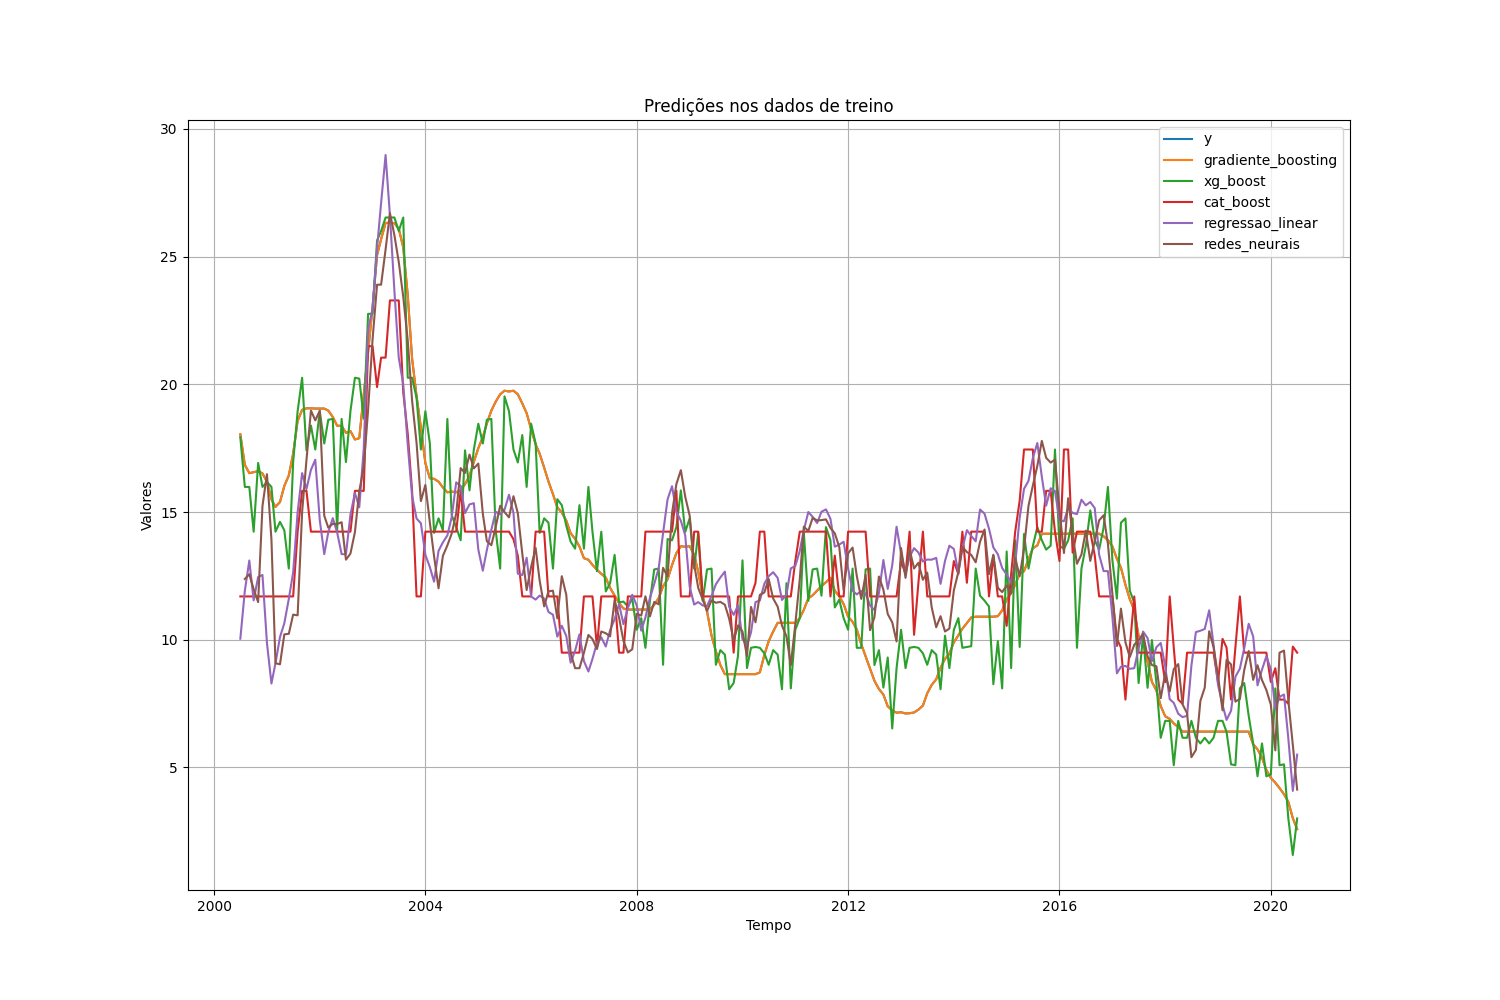 Predições nos dados de treino
y
gradiente_boosting
xg_boost
cat_boost
regressao_linear
redes_neurais
Valores
30
25
20
15
10
5
2000 2004 2008 2012 2016 2020
Tempo